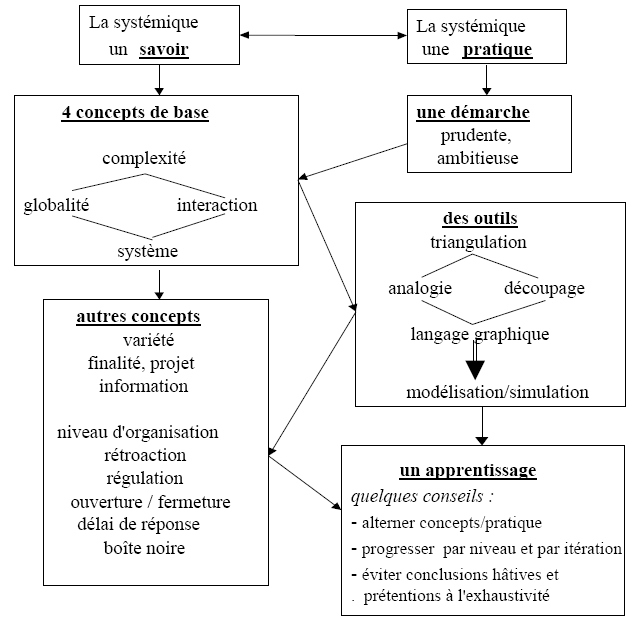 La systémique
un savoir
La systémique
une pratique
4 concepts de base
complexité
globalité
interaction
système
une démarche
prudente,
ambitieuse
des outils
triangulation
analogie
découpage
langage graphique
modélisation/simulation
autres concepts
variété
finalité, projet
information
niveau d'organisation
rétroaction
régulation
ouverture / fermeture
délai de réponse
boîte noire
un apprentissage
quelques conseils :
- alterner concepts/pratique
- progresser par niveau et par itération
- éviter conclusions hâtives et
. prétentions à l'exhaustivité